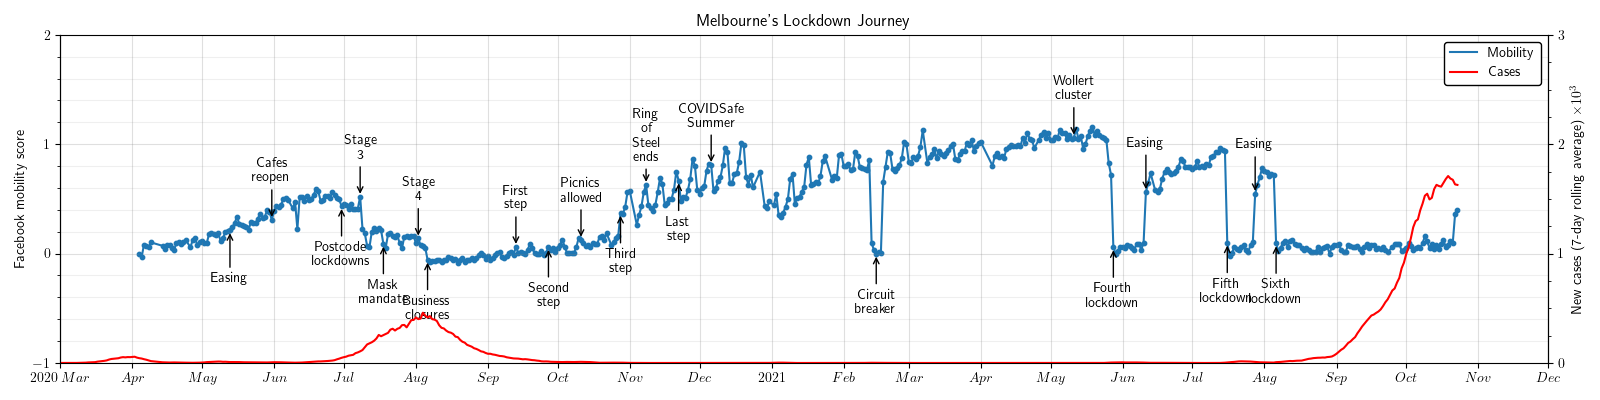 Melbourne's Lockdown Journey
2
1
0
−1
Facebook mobility score
3
2
1
0
New cases (7-day rolling average) ×10³
Mobility
Cases
Easing
Cafes
reopen
Postcode
lockdowns
Stage
3
Mask
mandate
Stage
4
Business
closures
First
step
Second
step
Picnics
allowed
Third
step
Ring
of
Steel
ends
Last
step
COVIDSafe
Summer
Circuit
breaker
Wollert
cluster
Fourth
lockdown
Easing
Fifth
lockdown
Easing
Sixth
lockdown
2020 Mar Apr May Jun Jul Aug Sep Oct Nov Dec 2021 Feb Mar Apr May Jun Jul Aug Sep Oct Nov Dec